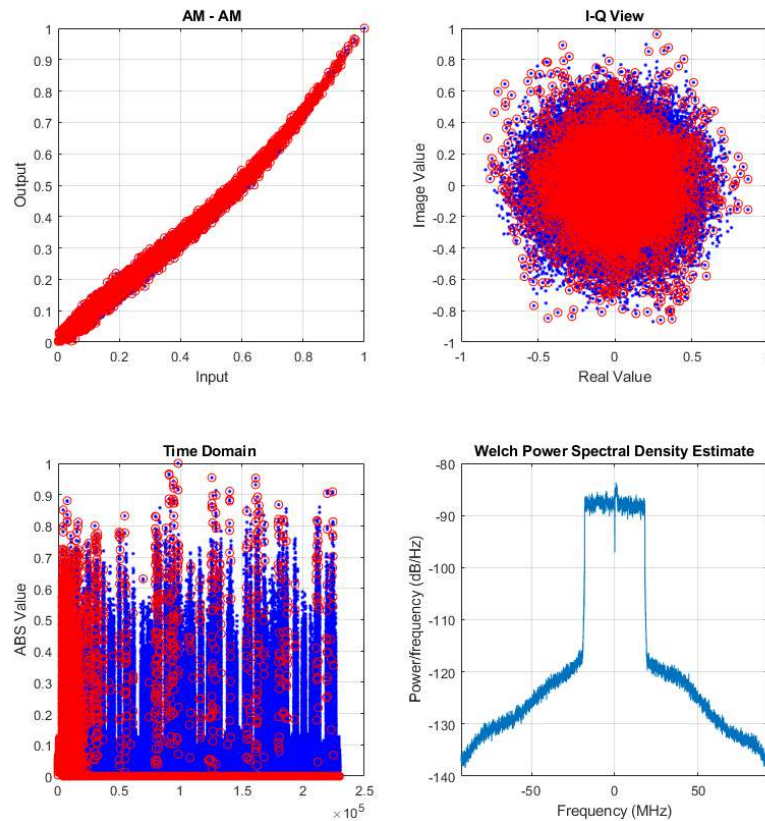 AM - AM
1
0.9
0.8
0.7
0.6
0.5
0.4
0.3
0.2
0.1
0
Output
0 0.2 0.4 0.6 0.8 1
Input
I-Q View
1
0.8
0.6
0.4
0.2
0
-0.2
-0.4
-0.6
-0.8
-1
Image Value
-1 -0.5 0 0.5 1
Real Value
Time Domain
1
0.9
0.8
0.7
0.6
0.5
0.4
0.3
0.2
0.1
0
ABS Value
0 0.5 1 1.5 2 2.5
× 10^5
Welch Power Spectral Density Estimate
-80
-90
-100
-110
-120
-130
-140
Power/frequency (dB/Hz)
-50 0 50
Frequency (MHz)